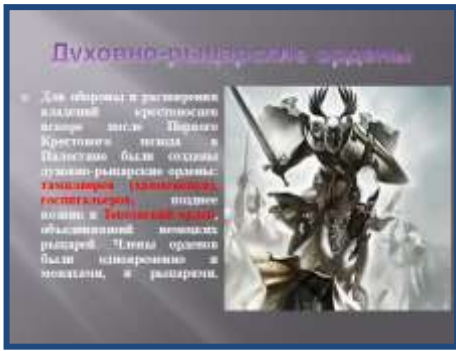 Духовно-рыцарские ордены
Для обороны и расширения
владений крестоносцев
вскоре после Первого
Крестового похода в
Палестине были созданы
духовно-рыцарские ордены:
тамплиеров (храмовников),
госпитальеров, позднее
возник и Тевтонский орден,
объединивший немецких
рыцарей. Члены орденов
были одновременно и
монахами, и рыцарями.